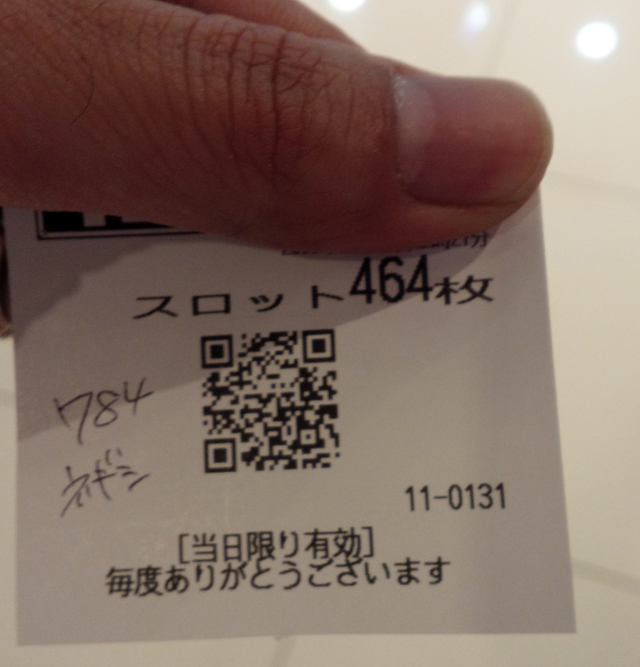 スロット464枚
784
ネギシ
11-0131
[当日限り有効]
毎度ありがとうございます